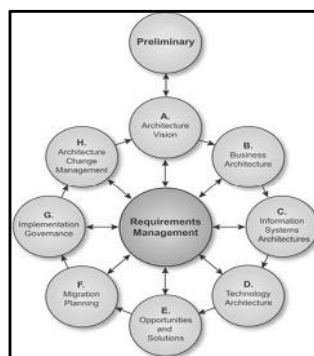 Preliminary
A.
Architecture
Vision
B.
Business
Architecture
C.
Information
Systems
Architectures
D.
Technology
Architecture
E.
Opportunities
and
Solutions
F.
Migration
Planning
G.
Implementation
Governance
H.
Architecture
Change
Management
Requirements
Management